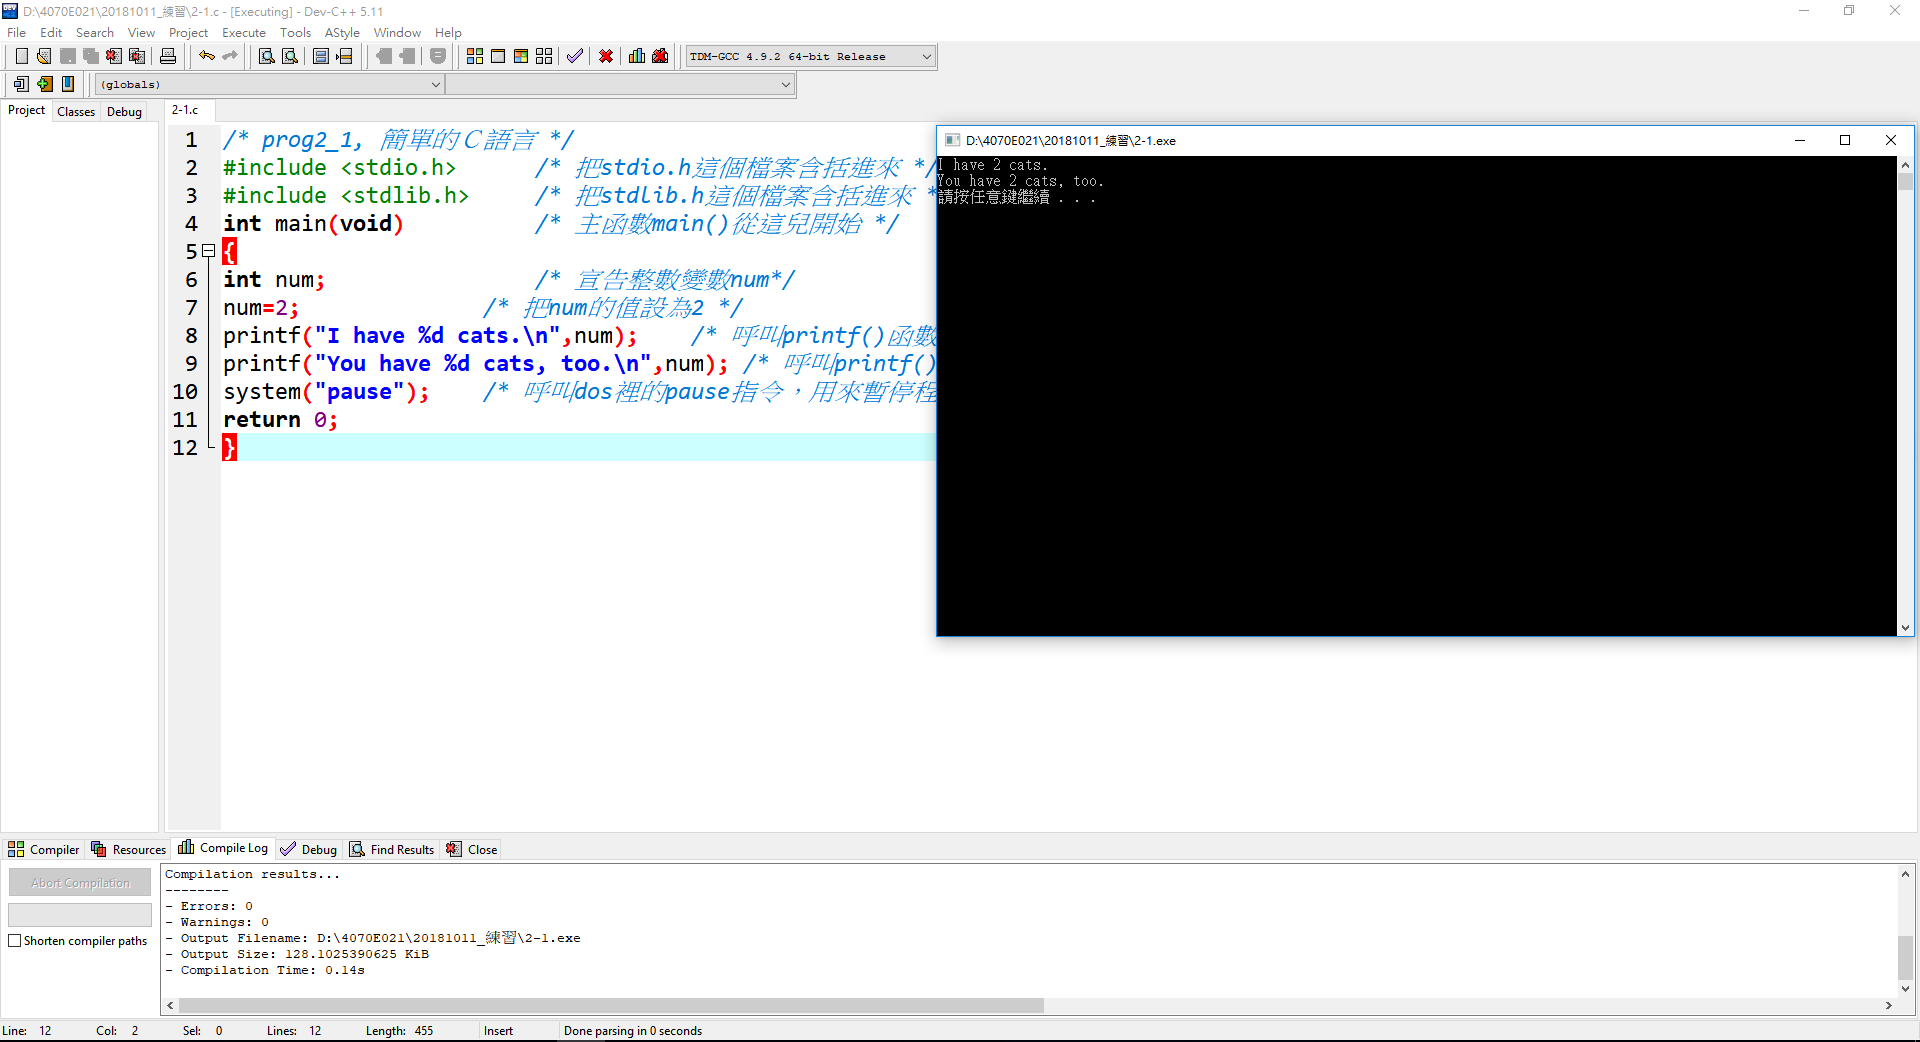 D:\4070E021\20181011_練習\2-1.c - [Executing] - Dev-C++ 5.11
File Edit Search View Project Execute Tools AStyle Window Help
TDM-GCC 4.9.2 64-bit Release
(globals)
Project Classes Debug
2-1.c
1 /* prog2_1, 簡單的Ｃ語言 */
2 #include <stdio.h> /* 把stdio.h這個檔案含括進來 */
3 #include <stdlib.h> /* 把stdlib.h這個檔案含括進來 *
4 int main(void) /* 主函數main()從這兒開始 */
5 {
6 int num; /* 宣告整數變數num*/
7 num=2; /* 把num的值設為2 */
8 printf("I have %d cats.\n",num); /* 呼叫printf()函數
9 printf("You have %d cats, too.\n",num); /* 呼叫printf()
10 system("pause"); /* 呼叫dos裡的pause指令，用來暫停程
11 return 0;
12 }
D:\4070E021\20181011_練習\2-1.exe
I have 2 cats.
You have 2 cats, too.
請按任意鍵繼續 . . .
Compiler Resources Compile Log Debug Find Results Close
Abort Compilation
Shorten compiler paths
Compilation results...
--------
- Errors: 0
- Warnings: 0
- Output Filename: D:\4070E021\20181011_練習\2-1.exe
- Output Size: 128.1025390625 KiB
- Compilation Time: 0.14s
Line: 12 Col: 2 Sel: 0 Lines: 12 Length: 455 Insert Done parsing in 0 seconds